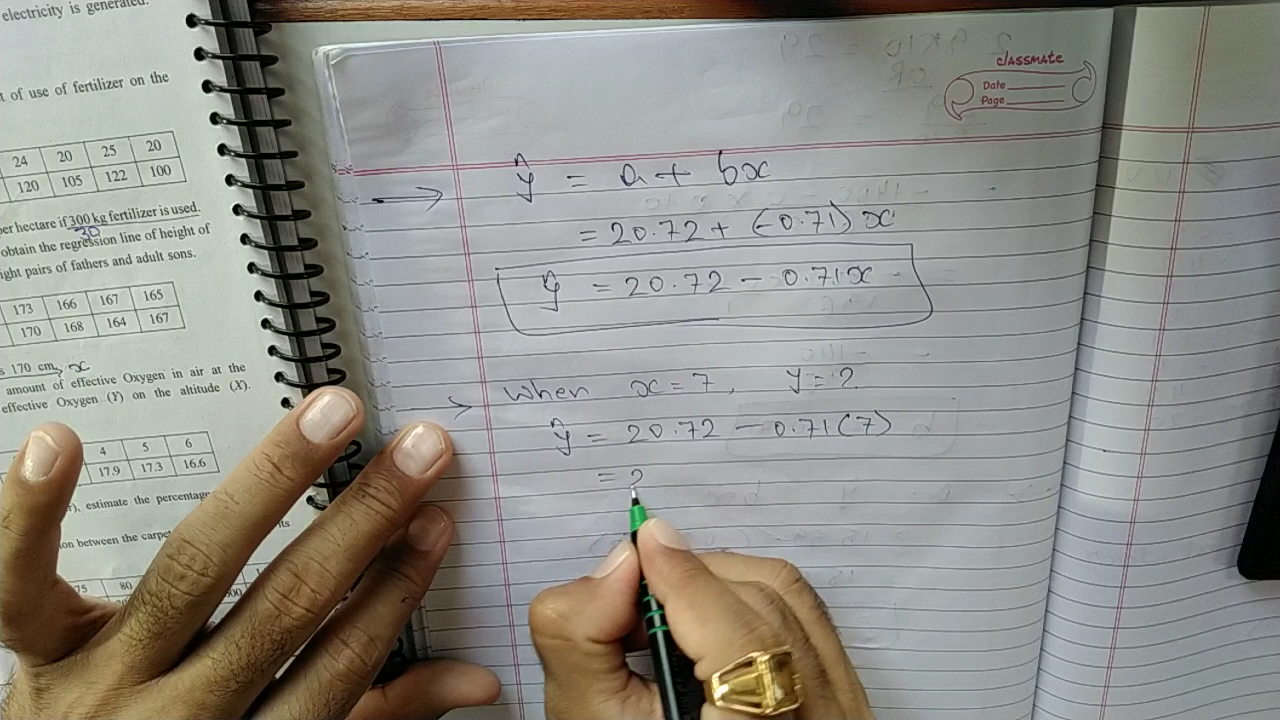 electricity is generated.
t of use of fertilizer on the
24 20 25 20
120 105 122 100
per hectare if 300 kg fertilizer is used.
30
obtain the regression line of height of
ight pairs of fathers and adult sons.
173 166 167 165
170 168 164 167
s 170 cm, x
amount of effective Oxygen in air at the
effective Oxygen (Y) on the altitude (X).
4 5 6
17.9 17.3 16.6
), estimate the percentage
on between the carpet
75 80
CLASSMATE
Date
Page
→ ŷ = a + bx
= 20.72 + (-0.71) x
ŷ = 20.72 - 0.71x
→ When x = 7, y = ?
ŷ = 20.72 - 0.71(7)
= 2